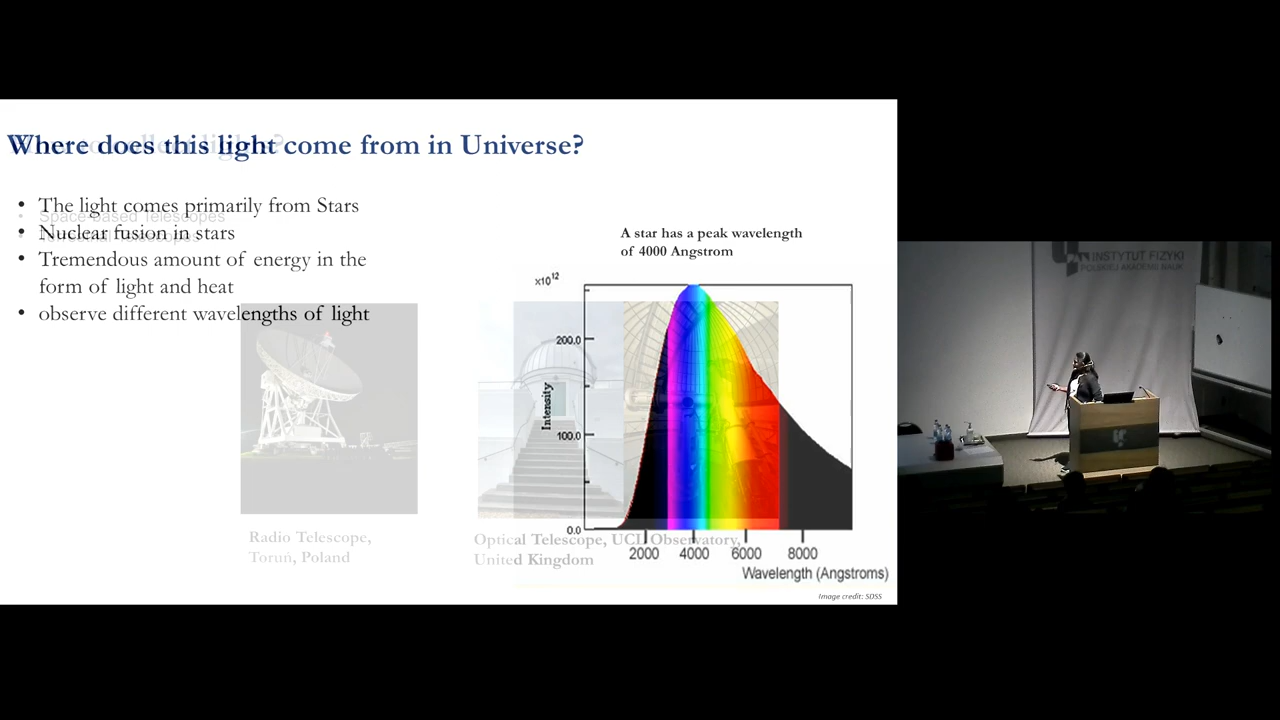 Where does this light come from in Universe?
• The light comes primarily from Stars
• Space-based Telescopes
• Nuclear fusion in stars
• Tremendous amount of energy in the
form of light and heat
• observe different wavelengths of light
A star has a peak wavelength
of 4000 Angstrom
x10¹²
200.0
Intensity
100.0
0.0
2000 4000 6000 8000
Wavelength (Angstroms)
Image credit: SDSS
Radio Telescope,
Toruń, Poland
Optical Telescope, UCL Observatory,
United Kingdom
INSTYTUT FIZYKI
POLSKIEJ AKADEMII NAUK